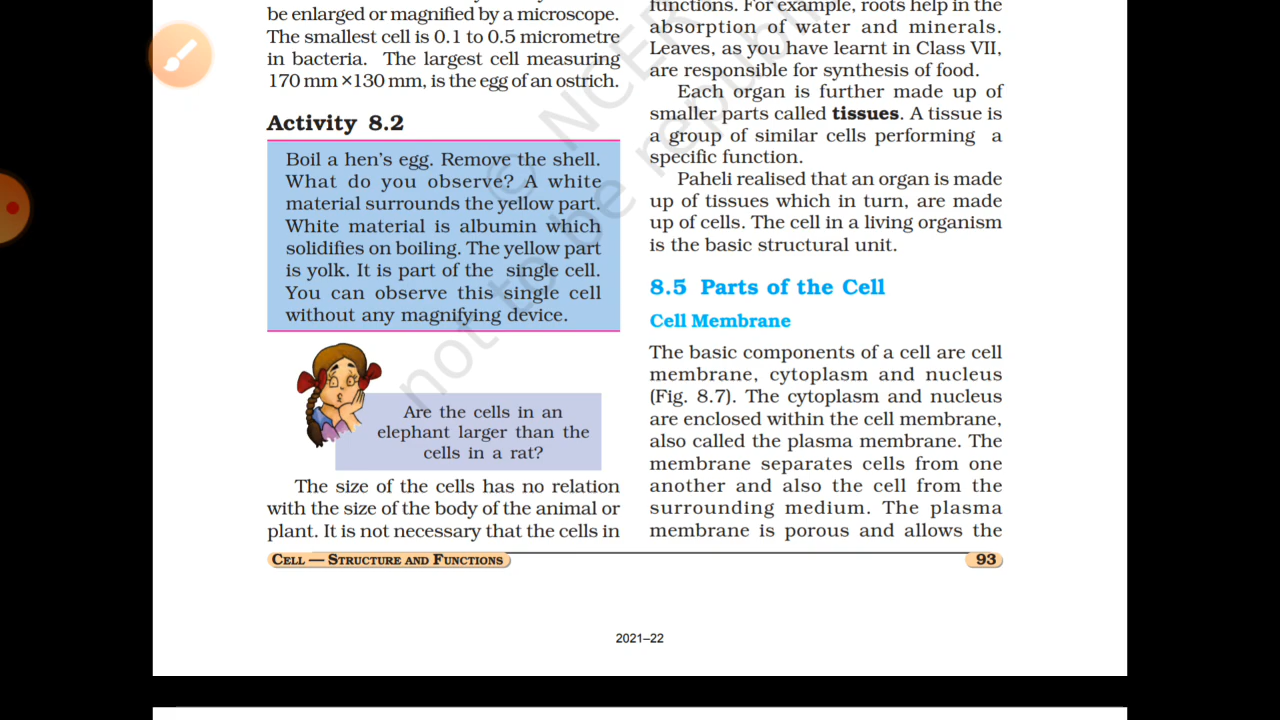 be enlarged or magnified by a microscope.
The smallest cell is 0.1 to 0.5 micrometre
in bacteria. The largest cell measuring
170 mm ×130 mm, is the egg of an ostrich.
Activity 8.2
Boil a hen's egg. Remove the shell.
What do you observe? A white
material surrounds the yellow part.
White material is albumin which
solidifies on boiling. The yellow part
is yolk. It is part of the single cell.
You can observe this single cell
without any magnifying device.
Are the cells in an
elephant larger than the
cells in a rat?
The size of the cells has no relation
with the size of the body of the animal or
plant. It is not necessary that the cells in
functions. For example, roots help in the
absorption of water and minerals.
Leaves, as you have learnt in Class VII,
are responsible for synthesis of food.
Each organ is further made up of
smaller parts called tissues. A tissue is
a group of similar cells performing a
specific function.
Paheli realised that an organ is made
up of tissues which in turn, are made
up of cells. The cell in a living organism
is the basic structural unit.
8.5 Parts of the Cell
Cell Membrane
The basic components of a cell are cell
membrane, cytoplasm and nucleus
(Fig. 8.7). The cytoplasm and nucleus
are enclosed within the cell membrane,
also called the plasma membrane. The
membrane separates cells from one
another and also the cell from the
surrounding medium. The plasma
membrane is porous and allows the
CELL — STRUCTURE AND FUNCTIONS
93
2021–22
© NCER
not to be republi